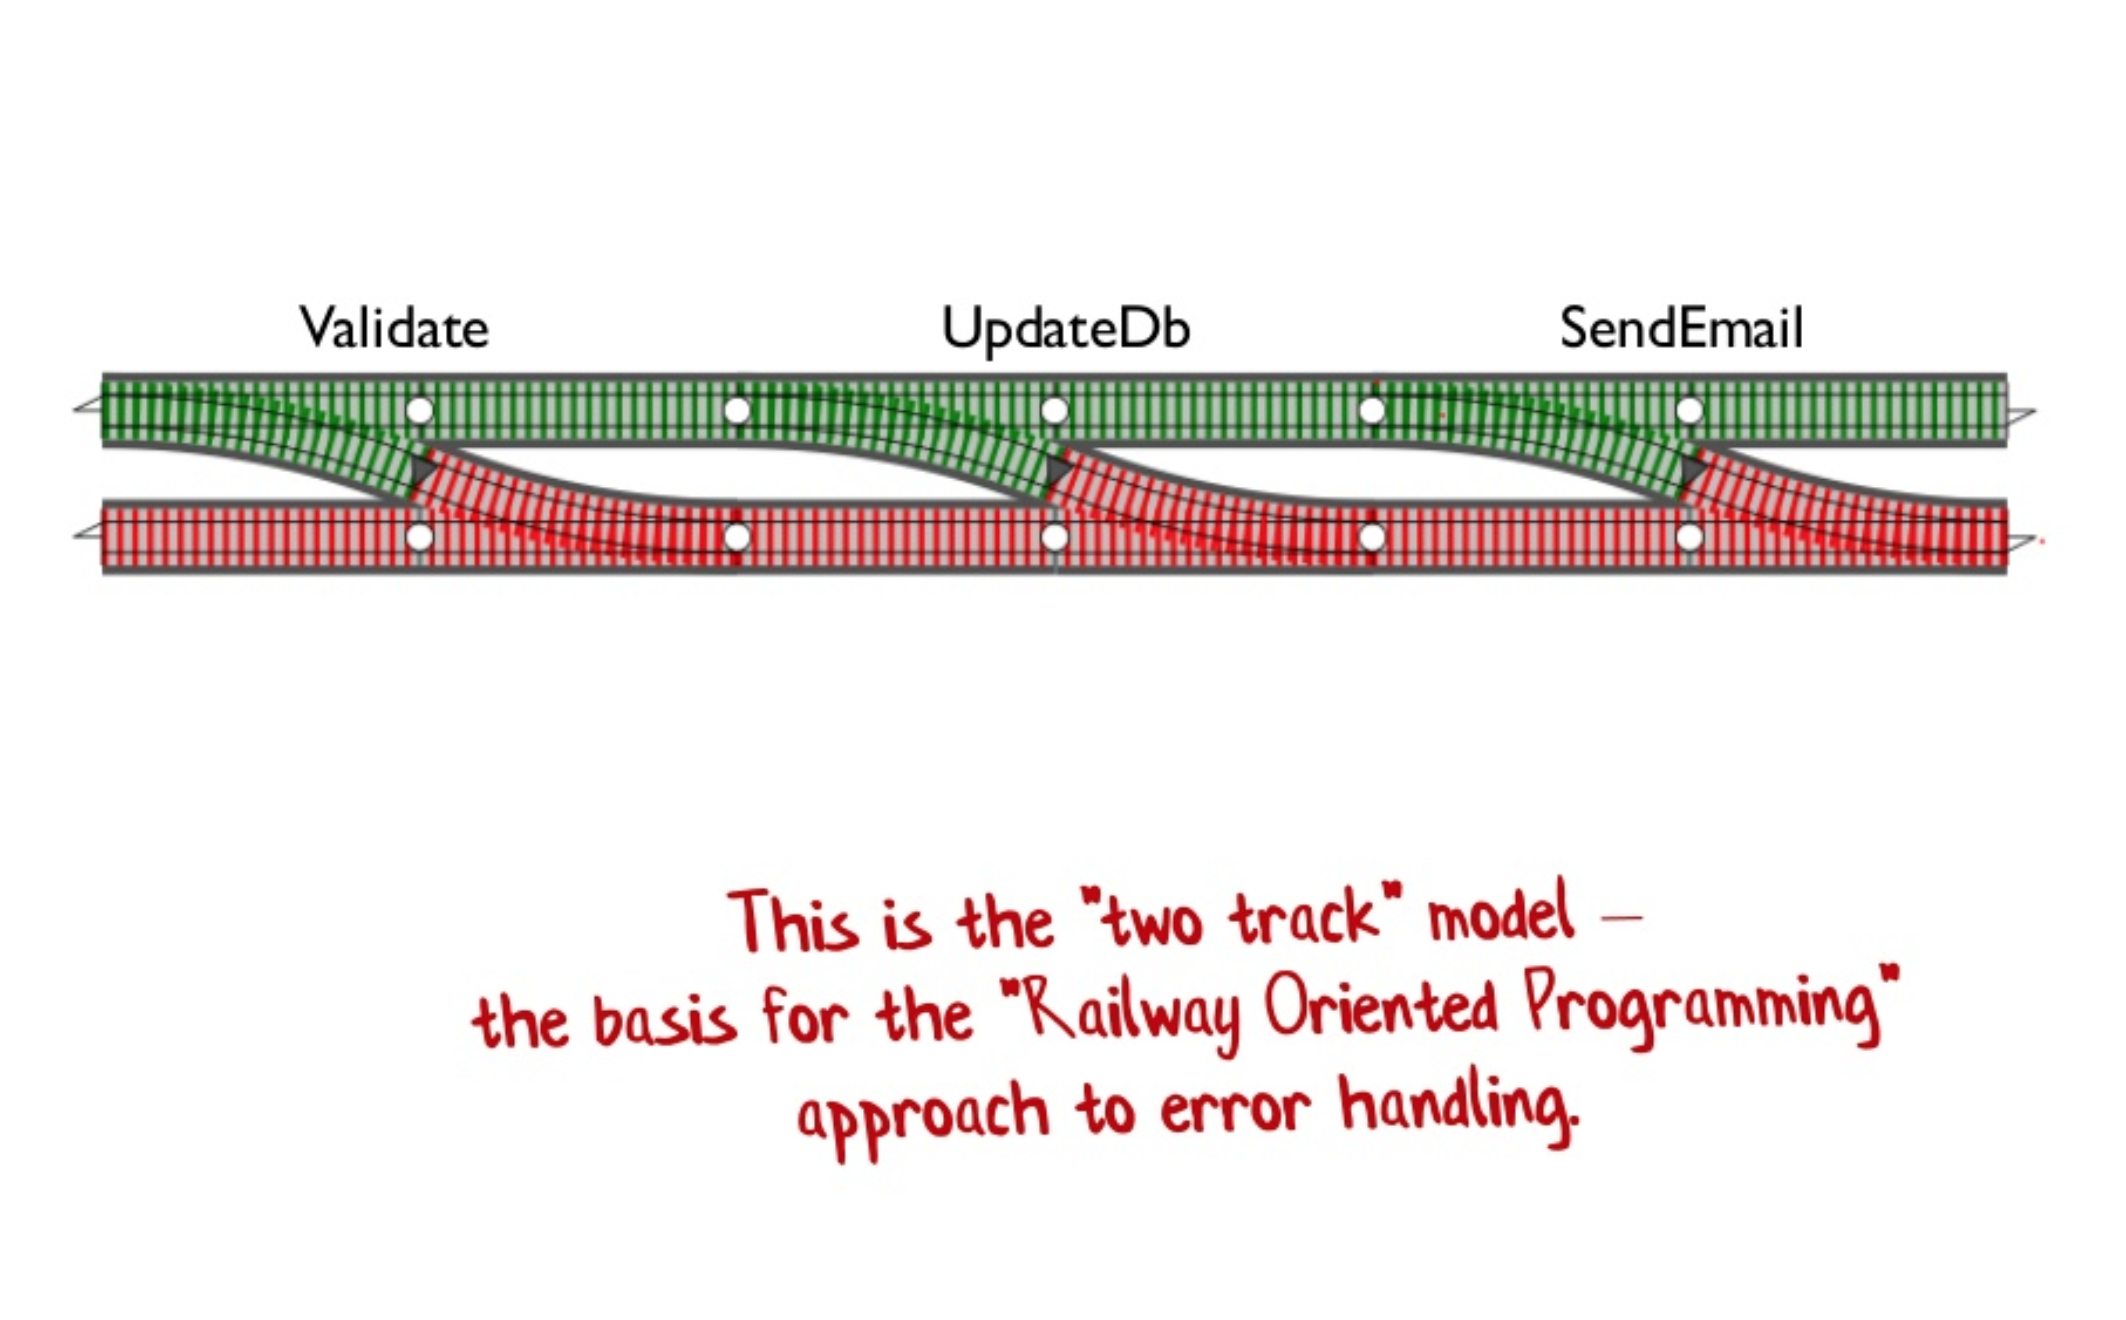 Validate UpdateDb SendEmail
This is the "two track" model –
the basis for the "Railway Oriented Programming"
approach to error handling.